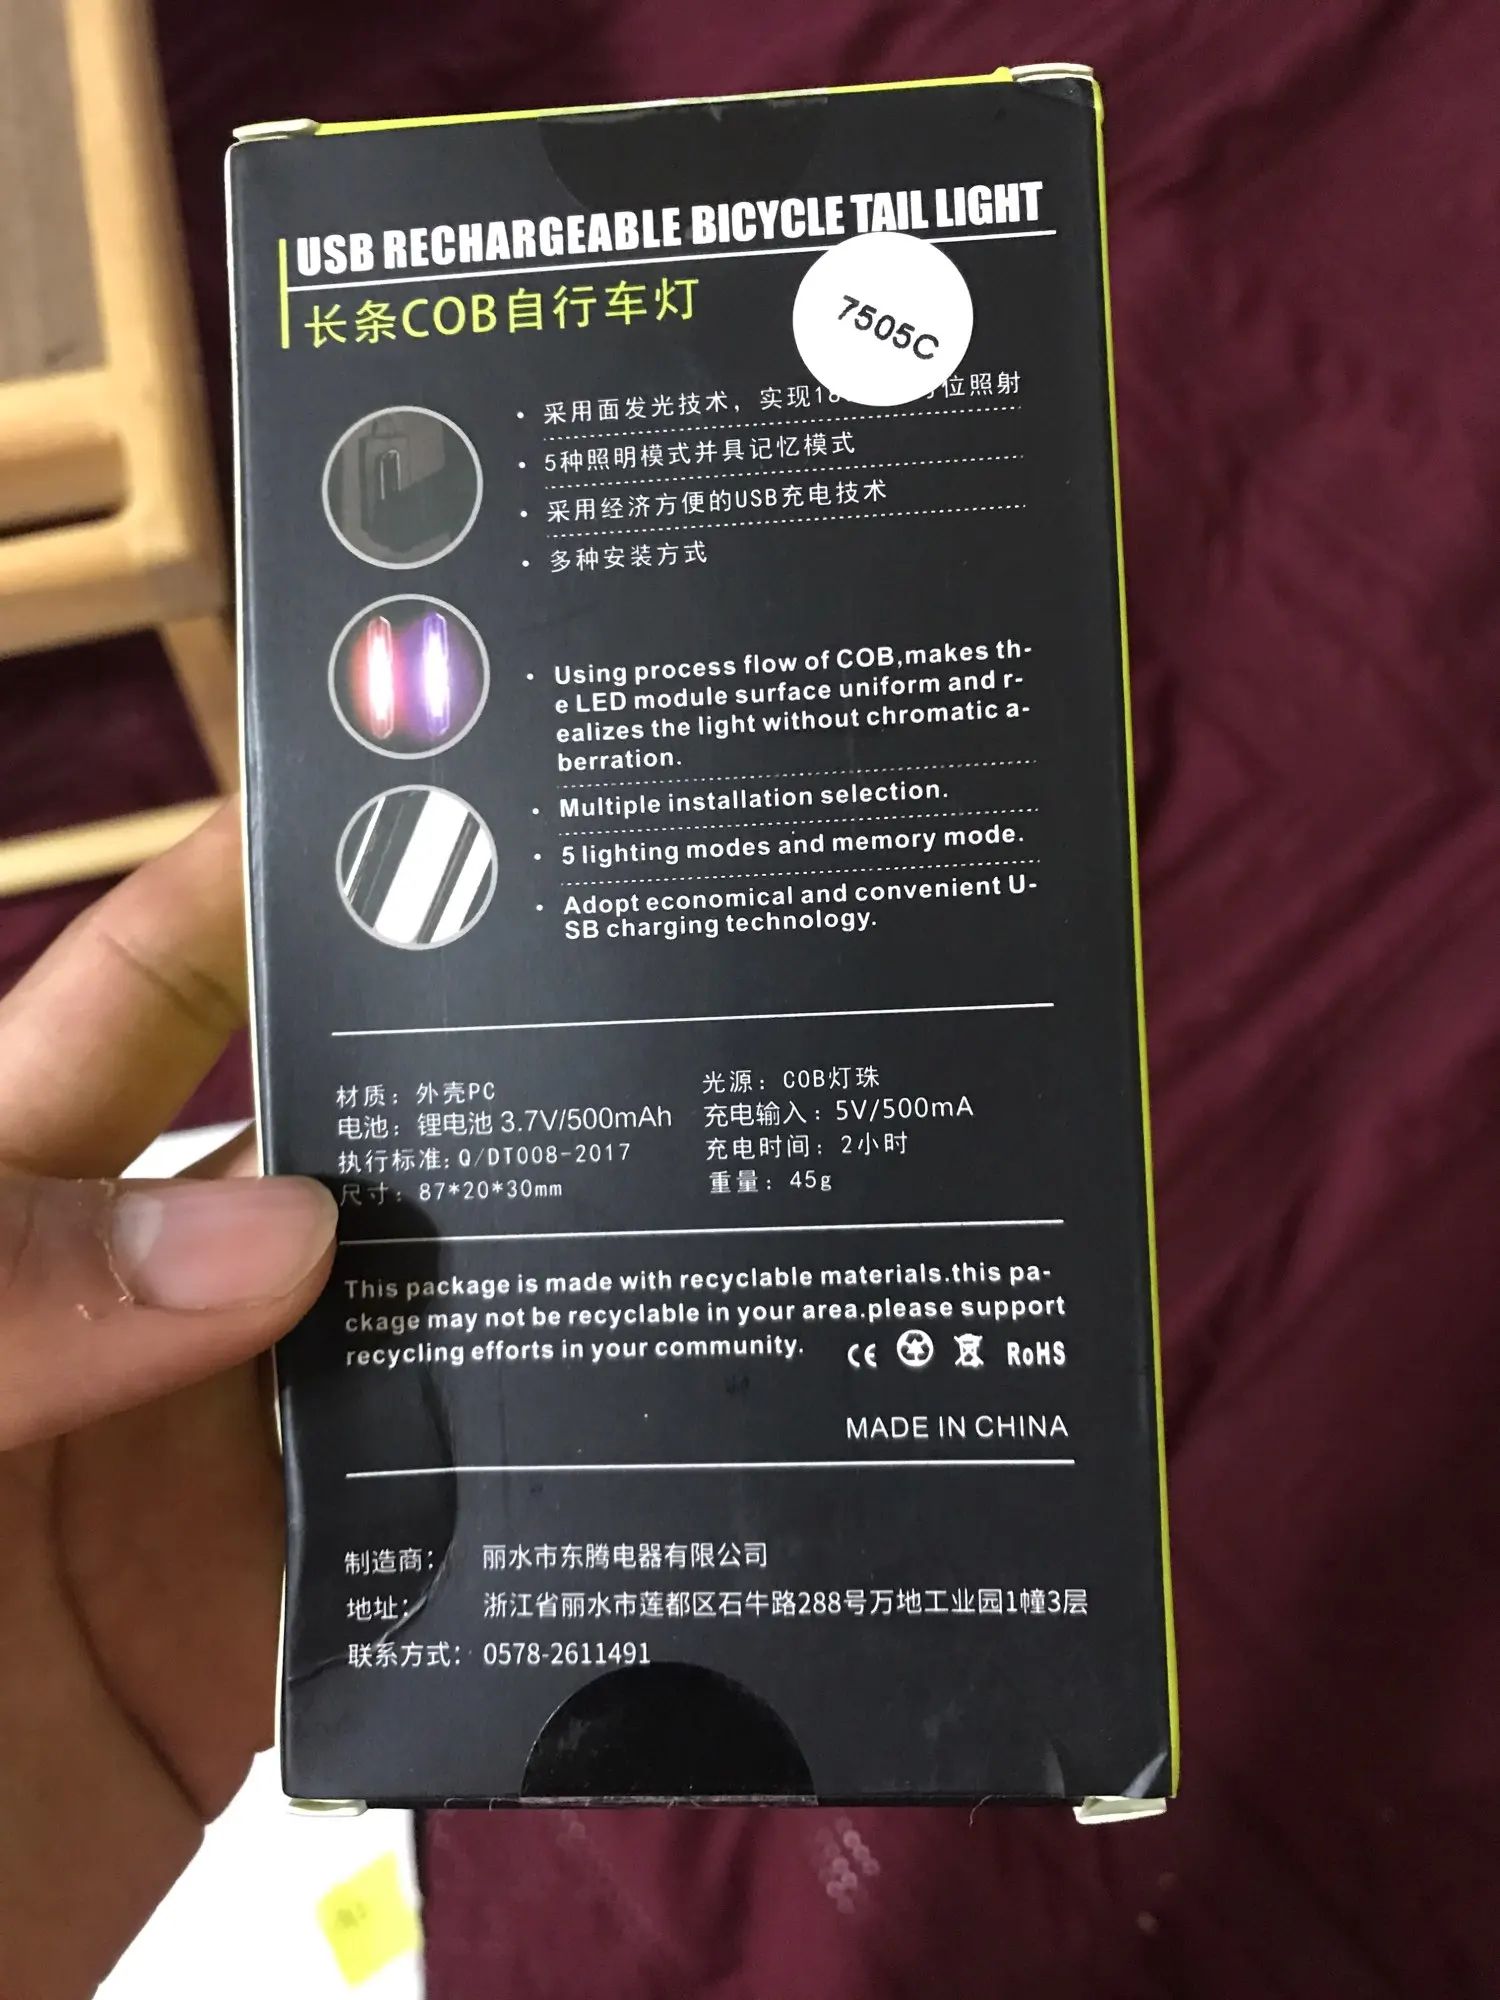 USB RECHARGEABLE BICYCLE TAIL LIGHT
长条COB自行车灯
7505C
• 采用面发光技术，实现18 位照射
• 5种照明模式并具记忆模式
• 采用经济方便的USB充电技术
• 多种安装方式
• Using process flow of COB,makes th-
e LED module surface uniform and r-
ealizes the light without chromatic a-
berration.
• Multiple installation selection.
• 5 lighting modes and memory mode.
• Adopt economical and convenient U-
SB charging technology.
材质：外壳PC
电池：锂电池 3.7V/500mAh
执行标准：Q/DT008-2017
尺寸：87*20*30mm
光源：COB灯珠
充电输入：5V/500mA
充电时间：2小时
重量：45g
This package is made with recyclable materials.this pa-
ckage may not be recyclable in your area.please support
recycling efforts in your community.
CE RoHS
MADE IN CHINA
制造商： 丽水市东腾电器有限公司
地址： 浙江省丽水市莲都区石牛路288号万地工业园1幢3层
联系方式： 0578-2611491